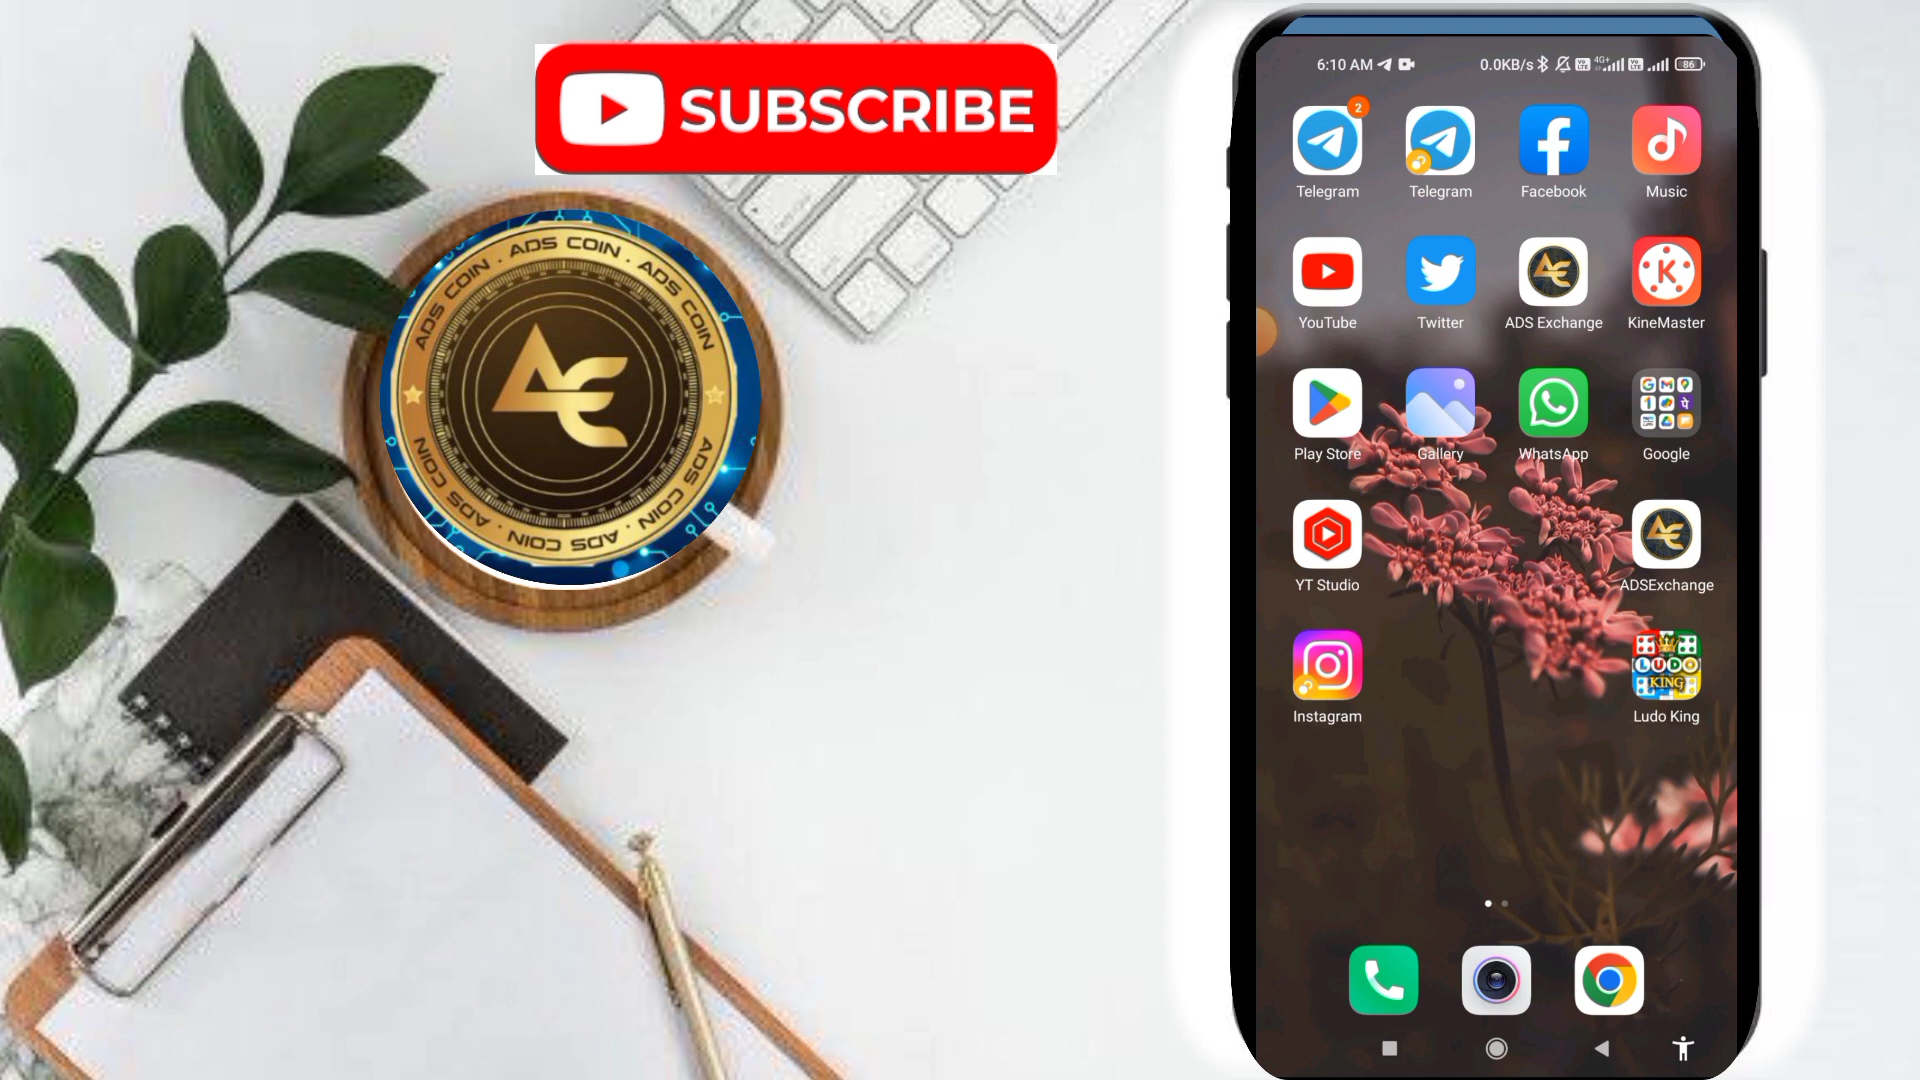 SUBSCRIBE
ADS COIN · ADS COIN · ADS COIN
ADS COIN · ADS COIN · ADS COIN
AE
6:10 AM
0.0KB/s
4G+
86
2
Telegram
Telegram
Facebook
Music
YouTube
Twitter
ADS Exchange
KineMaster
Play Store
Gallery
WhatsApp
Google
YT Studio
ADSExchange
LUDO
KING
Instagram
Ludo King